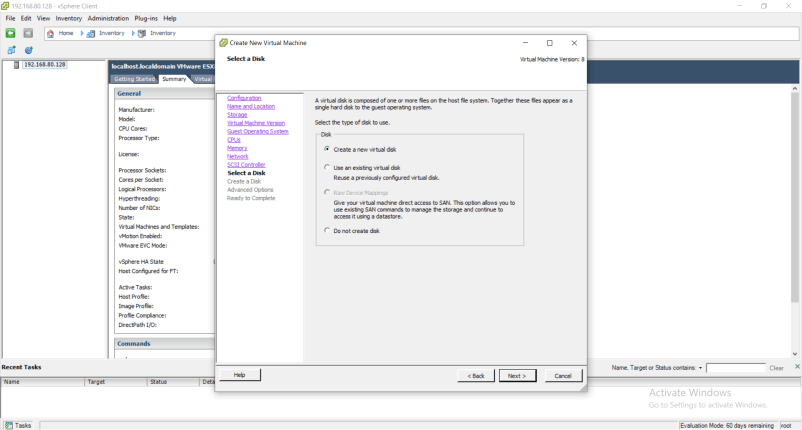 192.168.80.128 - vSphere Client
File Edit View Inventory Administration Plug-ins Help
Home Inventory Inventory
192.168.80.128
localhost.localdomain VMware ESX
Getting Started Summary Virtual
General
Manufacturer:
Model:
CPU Cores:
Processor Type:
License:
Processor Sockets:
Cores per Socket:
Logical Processors:
Hyperthreading:
Number of NICs:
State:
Virtual Machines and Templates:
vMotion Enabled:
VMware EVC Mode:
vSphere HA State
Host Configured for FT:
Active Tasks:
Host Profile:
Image Profile:
Profile Compliance:
DirectPath I/O:
Commands
Create New Virtual Machine
Select a Disk
Virtual Machine Version: 8
Configuration
Name and Location
Storage
Virtual Machine Version
Guest Operating System
CPUs
Memory
Network
SCSI Controller
Select a Disk
Create a Disk
Advanced Options
Ready to Complete
A virtual disk is composed of one or more files on the host file system. Together these files appear as a
single hard disk to the guest operating system.
Select the type of disk to use.
Disk
Create a new virtual disk
Use an existing virtual disk
Reuse a previously configured virtual disk.
Raw Device Mappings
Give your virtual machine direct access to SAN. This option allows you to
use existing SAN commands to manage the storage and continue to
access it using a datastore.
Do not create disk
Help
< Back Next > Cancel
Recent Tasks
Name, Target or Status contains:
Clear
Name Target Status Deta
Activate Windows
Go to Settings to activate Windows.
Tasks
Evaluation Mode: 60 days remaining root